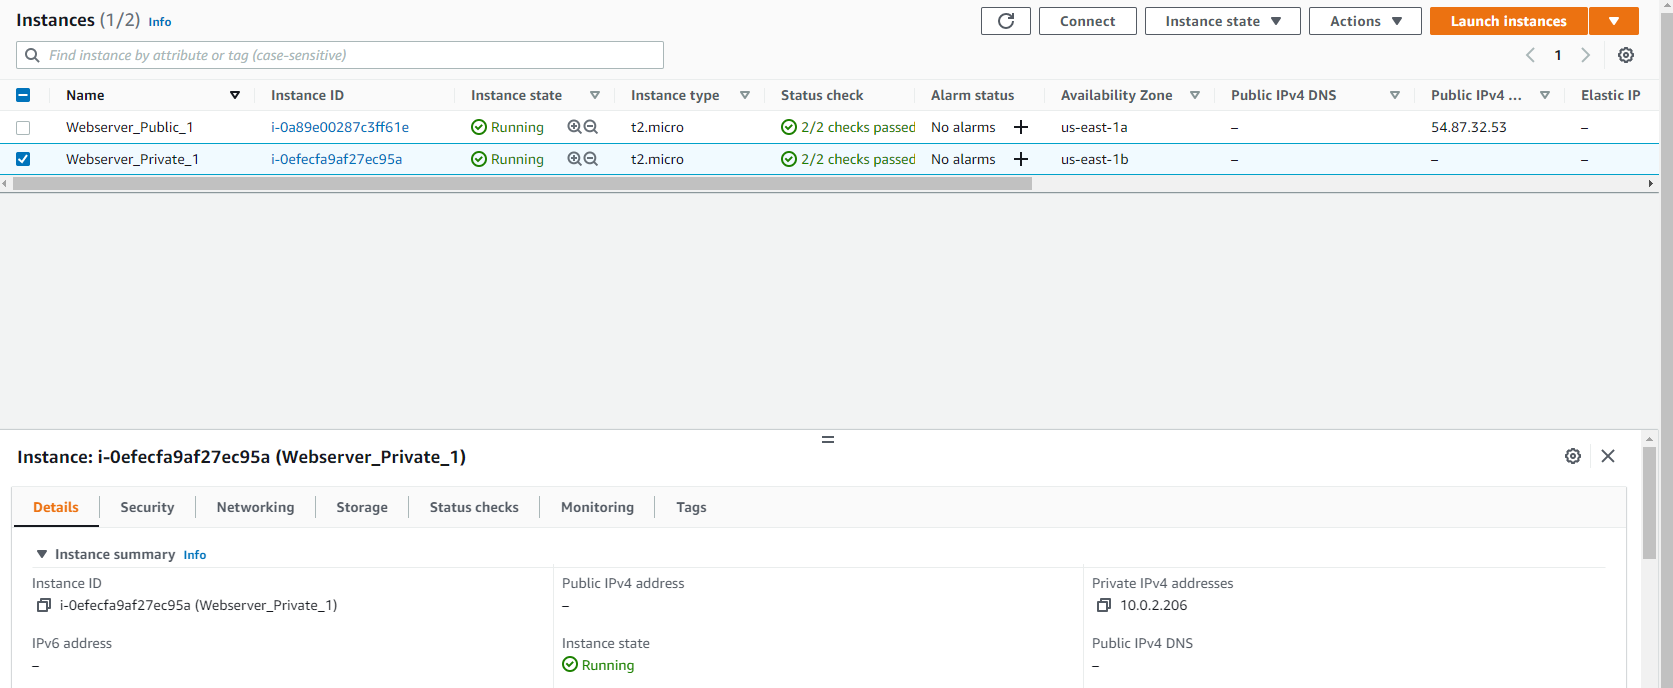 Instances (1/2) Info
Connect
Instance state
Actions
Launch instances
Find instance by attribute or tag (case-sensitive)
1
Name Instance ID Instance state Instance type Status check Alarm status Availability Zone Public IPv4 DNS Public IPv4 ... Elastic IP
Webserver_Public_1 i-0a89e00287c3ff61e Running t2.micro 2/2 checks passed No alarms us-east-1a – 54.87.32.53 –
Webserver_Private_1 i-0efecfa9af27ec95a Running t2.micro 2/2 checks passed No alarms us-east-1b – – –
Instance: i-0efecfa9af27ec95a (Webserver_Private_1)
Details Security Networking Storage Status checks Monitoring Tags
Instance summary Info
Instance ID
i-0efecfa9af27ec95a (Webserver_Private_1)
Public IPv4 address
–
Private IPv4 addresses
10.0.2.206
IPv6 address
–
Instance state
Running
Public IPv4 DNS
–